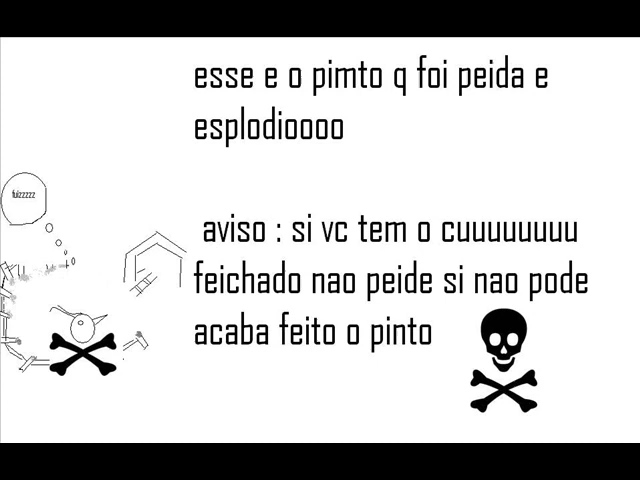 esse e o pimto q foi peida e
esplodioooo
fuizzzzz
aviso : si vc tem o cuuuuuuuu
feichado nao peide si nao pode
acaba feito o pinto